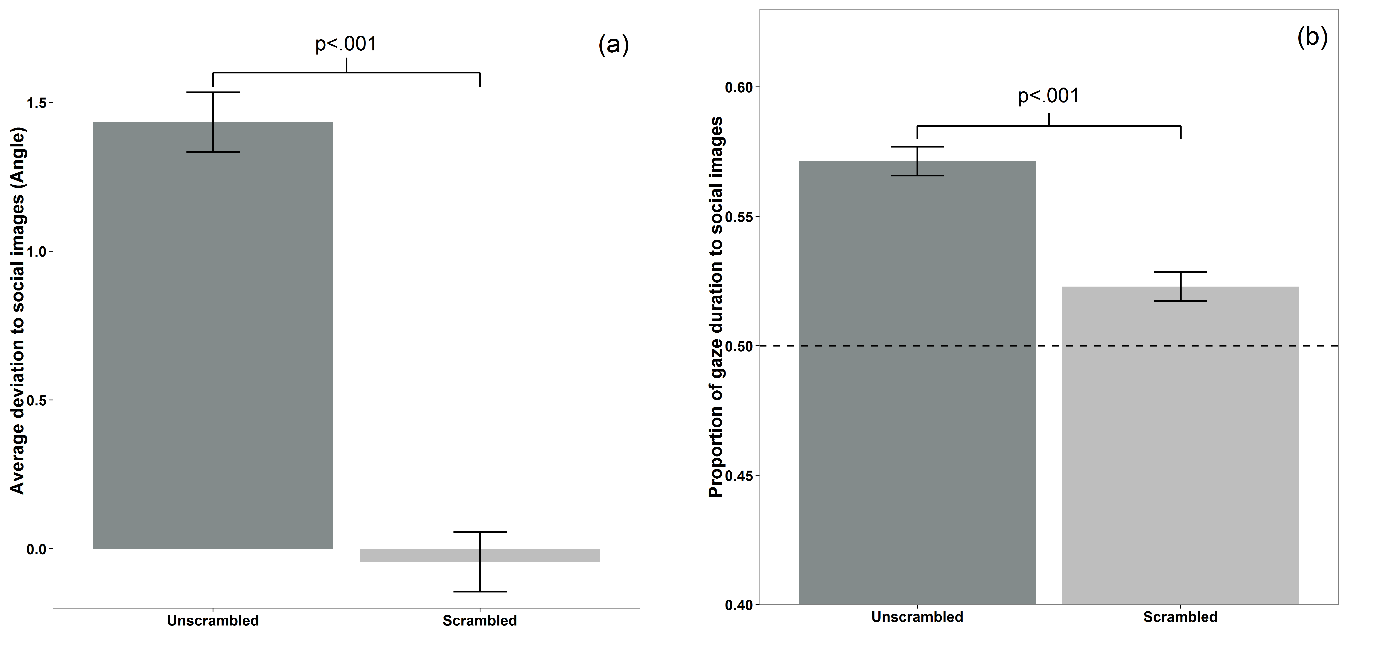 (a)
p<.001
Average deviation to social images (Angle)
1.5
1.0
0.5
0.0
Unscrambled
Scrambled
(b)
p<.001
Proportion of gaze duration to social images
0.60
0.55
0.50
0.45
0.40
Unscrambled
Scrambled